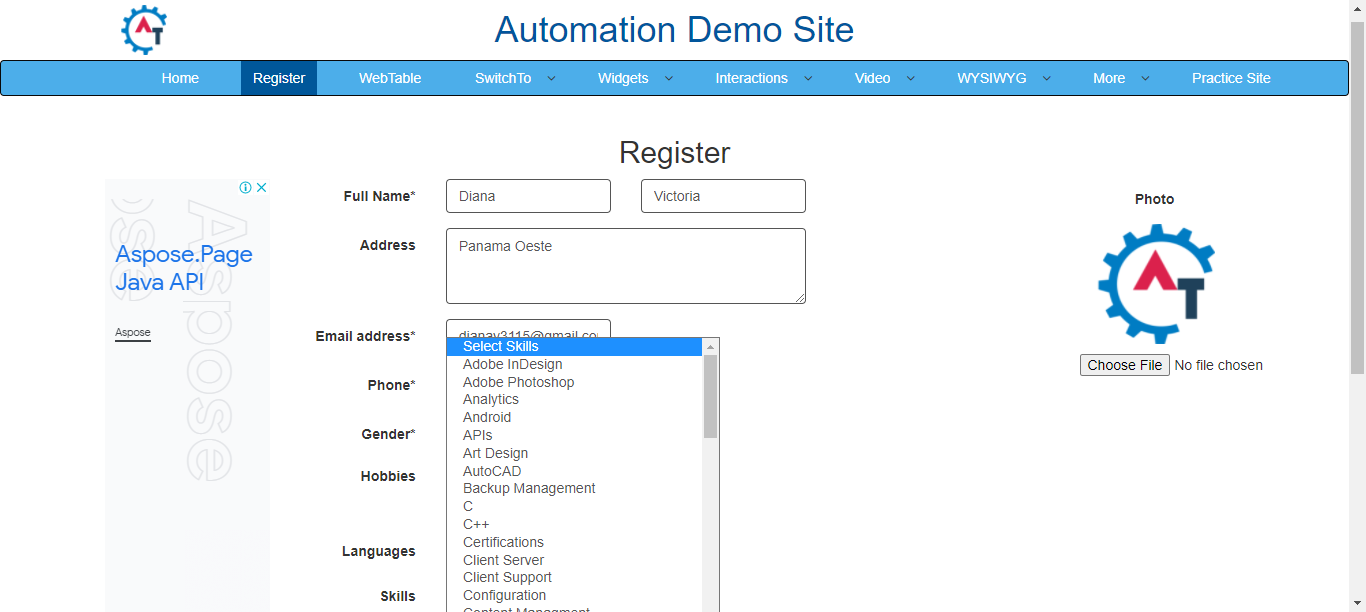 AT
Automation Demo Site
Home Register WebTable SwitchTo Widgets Interactions Video WYSIWYG More Practice Site
Register
Aspose
Aspose.Page
Java API
Aspose
Full Name* Diana Victoria
Photo
Address Panama Oeste
AT
Email address* dianav3115@gmail.co
Choose File No file chosen
Phone*
Gender*
Hobbies
Languages
Skills
Select Skills
Adobe InDesign
Adobe Photoshop
Analytics
Android
APIs
Art Design
AutoCAD
Backup Management
C
C++
Certifications
Client Server
Client Support
Configuration
Content Managment